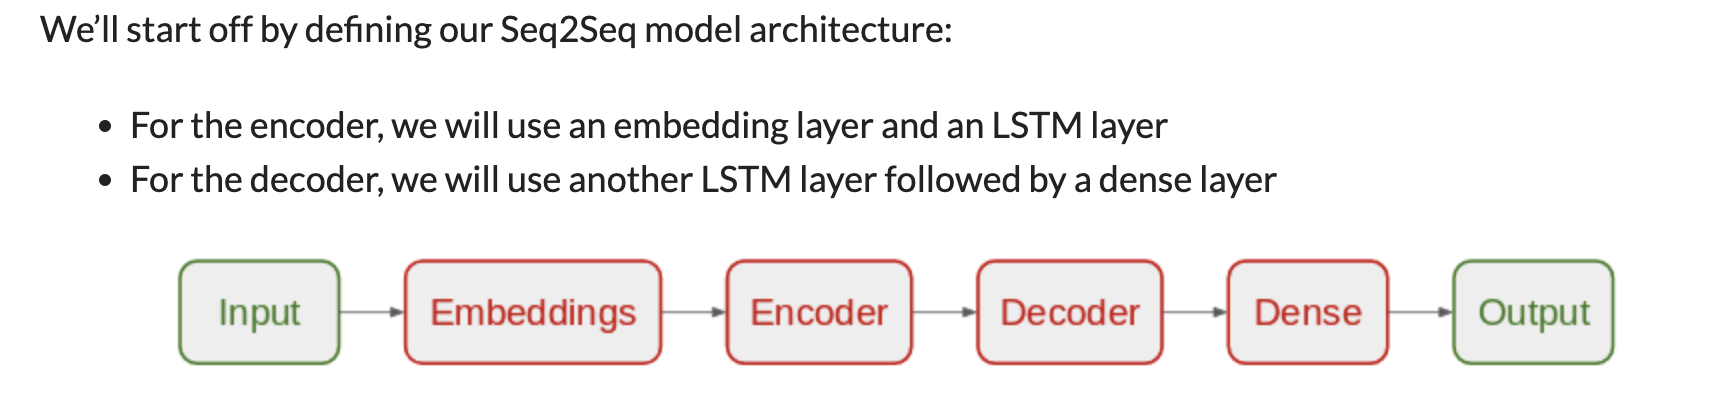 We’ll start off by defining our Seq2Seq model architecture:
• For the encoder, we will use an embedding layer and an LSTM layer
• For the decoder, we will use another LSTM layer followed by a dense layer
Input Embeddings Encoder Decoder Dense Output